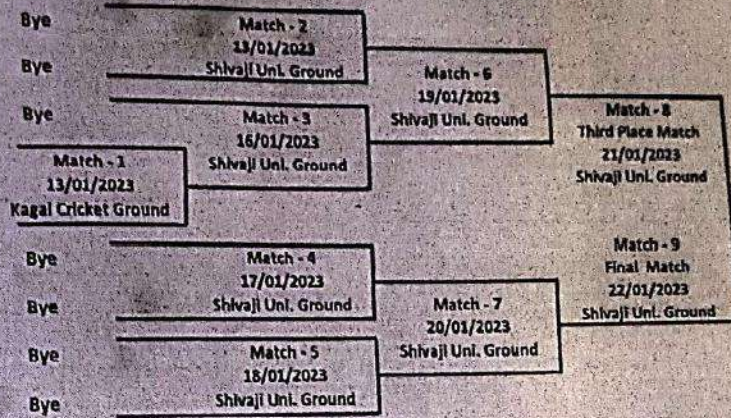 Bye
Match - 2
13/01/2023
Shivaji Uni. Ground
Bye
Bye
Match - 3
16/01/2023
Shivaji Uni. Ground
Match - 1
13/01/2023
Kagal Cricket Ground
Match - 6
19/01/2023
Shivaji Uni. Ground
Match - 8
Third Place Match
21/01/2023
Shivaji Uni. Ground
Bye
Match - 4
17/01/2023
Shivaji Uni. Ground
Bye
Bye
Match - 5
18/01/2023
Shivaji Uni. Ground
Bye
Match - 7
20/01/2023
Shivaji Uni. Ground
Match - 9
Final Match
22/01/2023
Shivaji Uni. Ground